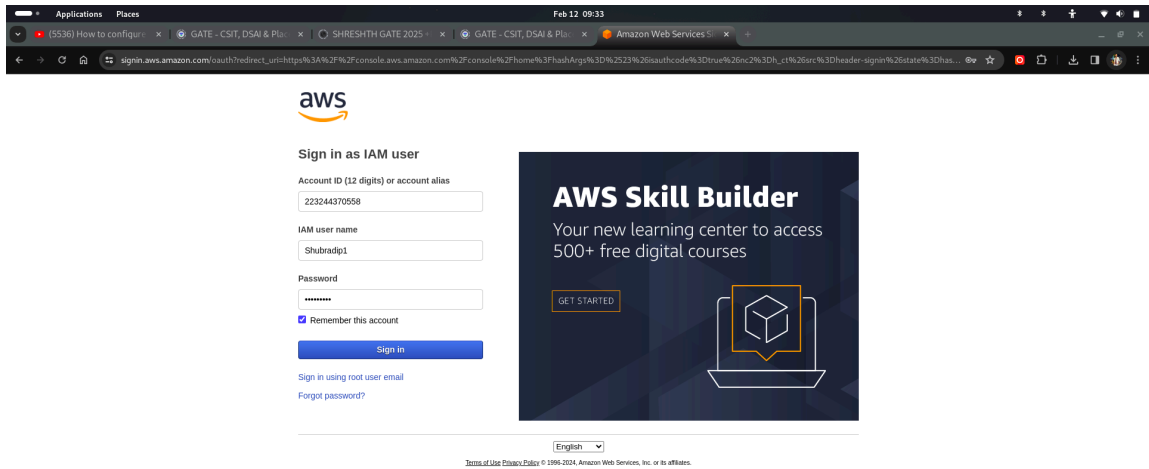 Applications Places
Feb 12 09:33
(5536) How to configure
GATE - CSIT, DSAI & Plac
SHRESHTH GATE 2025
GATE - CSIT, DSAI & Plac
Amazon Web Services Si
signin.aws.amazon.com/oauth?redirect_uri=https%3A%2F%2Fconsole.aws.amazon.com%2Fconsole%2Fhome%3FhashArgs%3D%2523%26isauthcode%3Dtrue%26nc2%3Dh_ct%26src%3Dheader-signin%26state%3Dhas...
aws
Sign in as IAM user
Account ID (12 digits) or account alias
223244370558
IAM user name
Shubradip1
Password
•••••••••
Remember this account
Sign in
Sign in using root user email
Forgot password?
AWS Skill Builder
Your new learning center to access
500+ free digital courses
GET STARTED
English
Terms of Use Privacy Policy © 1996-2024, Amazon Web Services, Inc. or its affiliates.